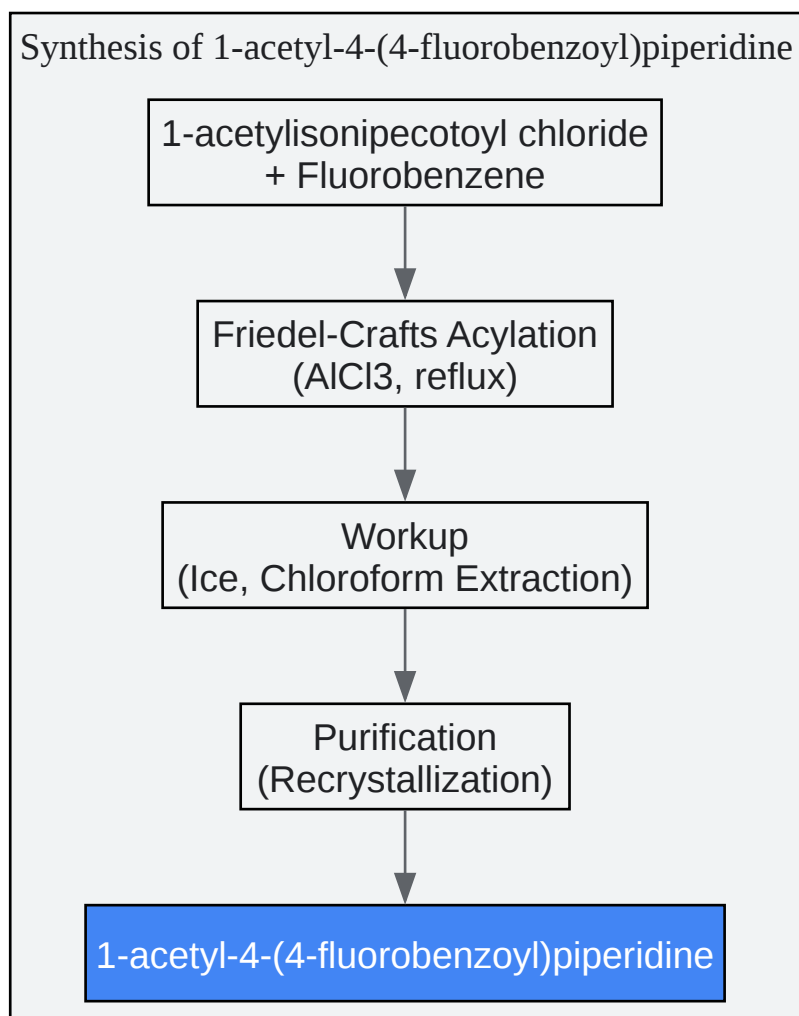 Synthesis of 1-acetyl-4-(4-fluorobenzoyl)piperidine
1-acetylisonipecotoyl chloride
+ Fluorobenzene
Friedel-Crafts Acylation
(AlCl3, reflux)
Workup
(Ice, Chloroform Extraction)
Purification
(Recrystallization)
1-acetyl-4-(4-fluorobenzoyl)piperidine